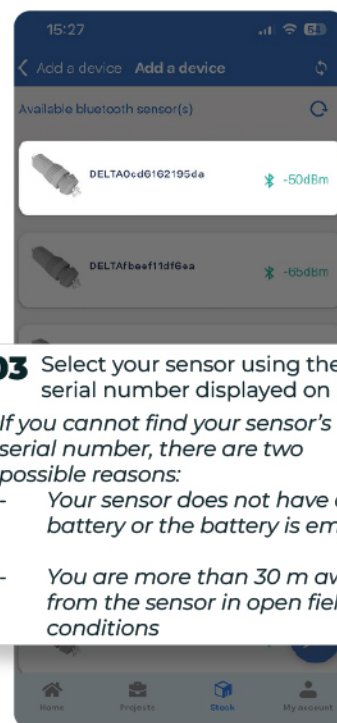 15:27
54
Add a device Add a device
Available bluetooth sensor(s)
DELTA0cd6162195da
-50dBm
DELTAfbeef11df6ea
-65dBm
03 Select your sensor using the
serial number displayed on
If you cannot find your sensor's
serial number, there are two
possible reasons:
- Your sensor does not have
battery or the battery is
- You are more than 30 m
from the sensor in open
conditions
Home
Projects
Stock
My account